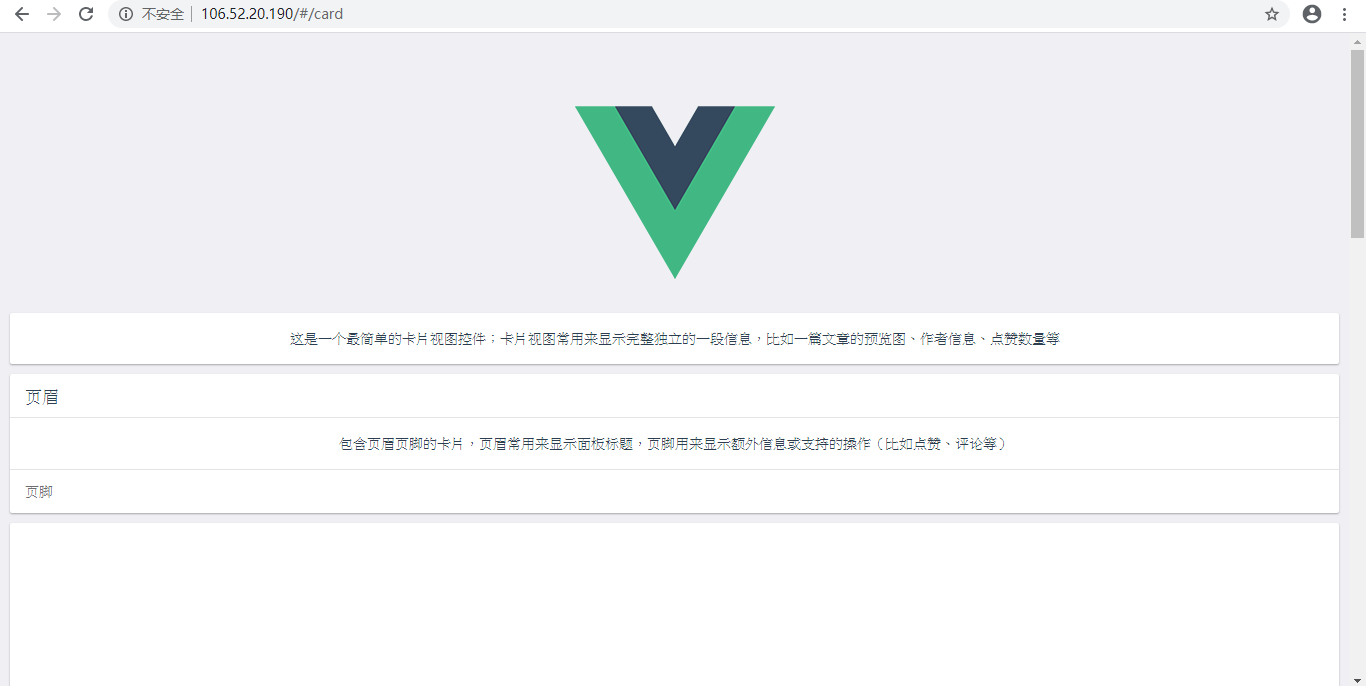 不安全 106.52.20.190/#/card
这是一个最简单的卡片视图控件；卡片视图常用来显示完整独立的一段信息，比如一篇文章的预览图、作者信息、点赞数量等
页眉
包含页眉页脚的卡片，页眉常用来显示面板标题，页脚用来显示额外信息或支持的操作（比如点赞、评论等）
页脚